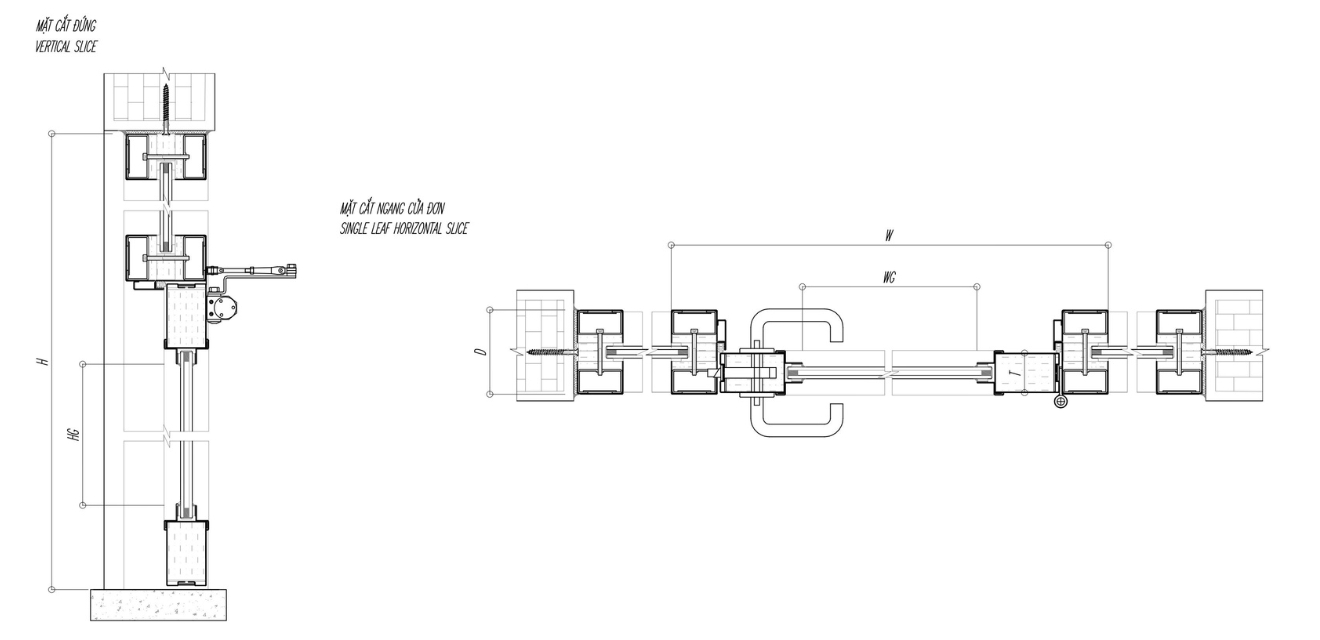 MẶT CẮT ĐỨNG
VERTICAL SLICE
MẶT CẮT NGANG CỬA ĐƠN
SINGLE LEAF HORIZONTAL SLICE
W
WG
D
T
H
HG